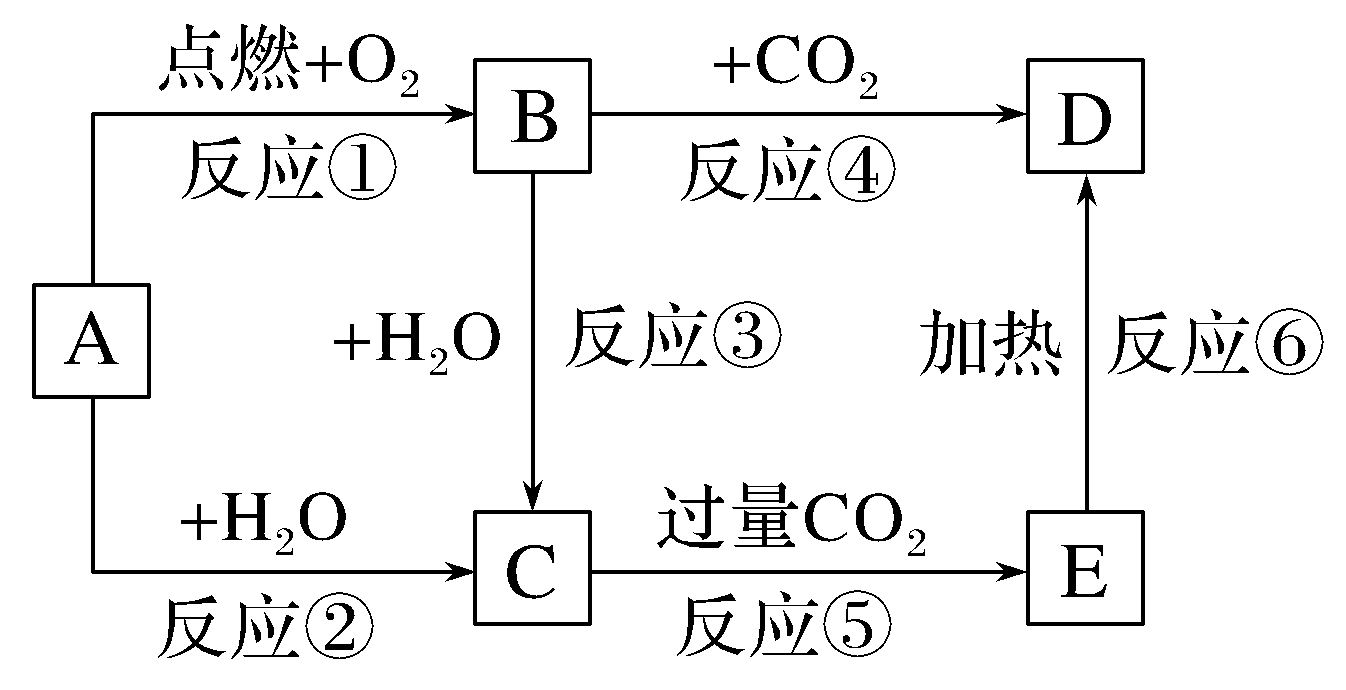 点燃+O₂
+CO₂
B
D
反应①
反应④
A
+H₂O
反应③
加热
反应⑥
+H₂O
过量CO₂
C
E
反应②
反应⑤